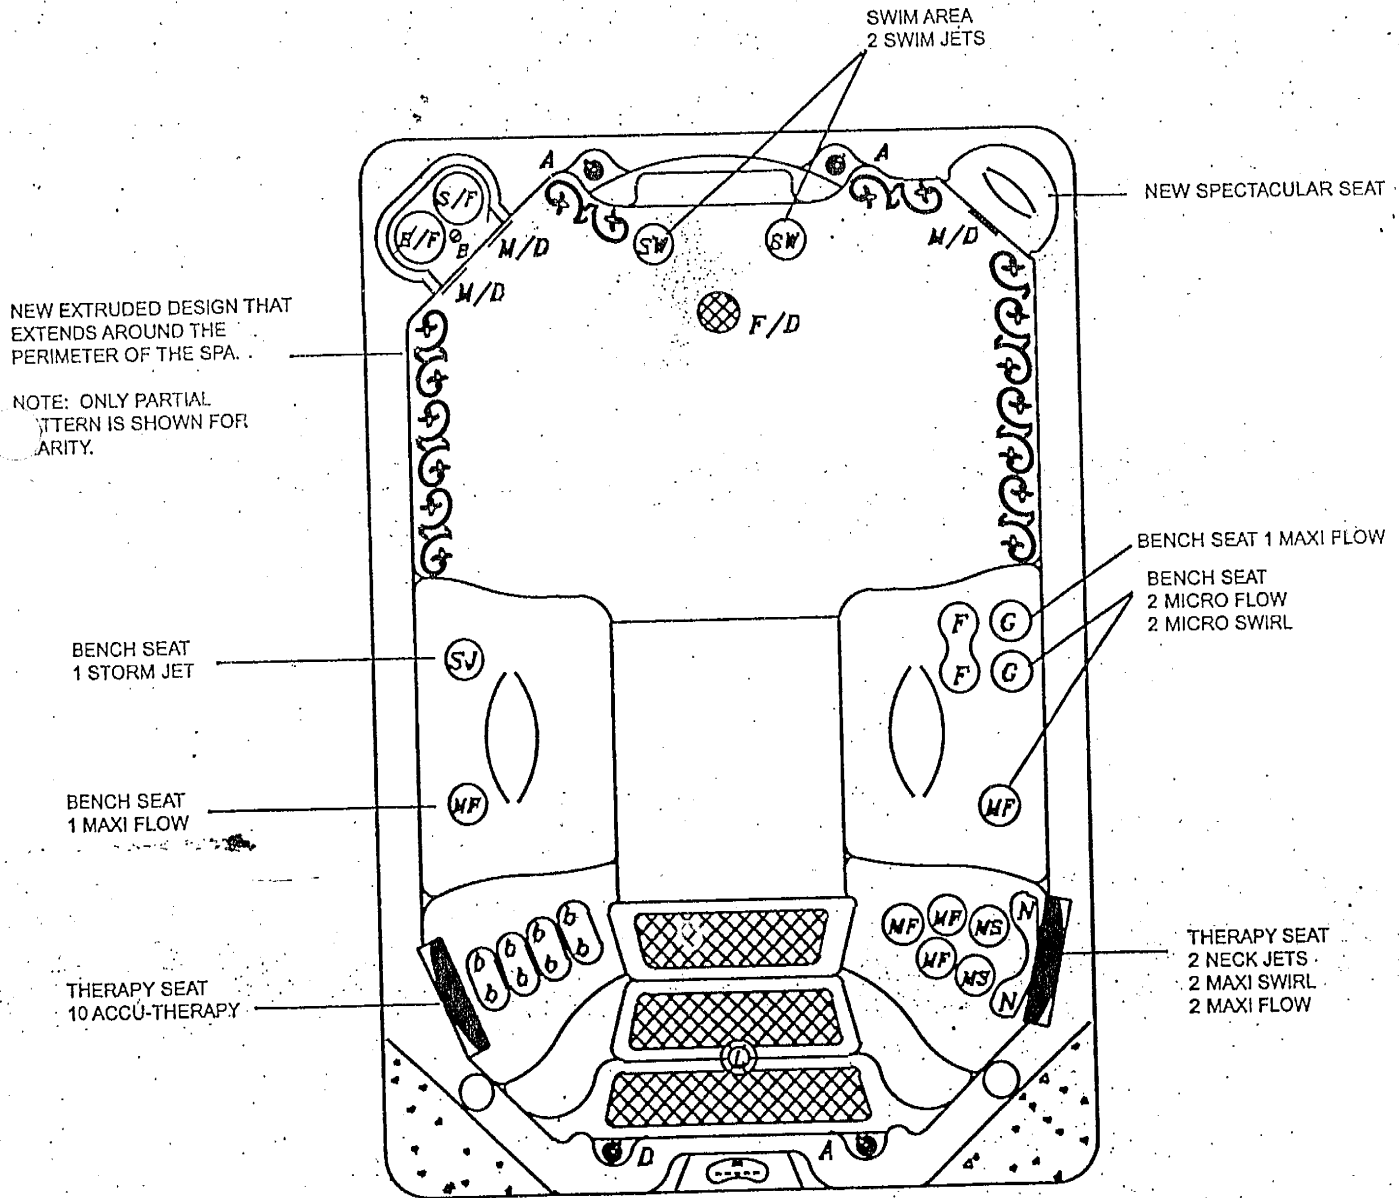 SWIM AREA
2 SWIM JETS
A
A
S/F
E/F
B
M/D
M/D
SW
SW
M/D
NEW SPECTACULAR SEAT
F/D
NEW EXTRUDED DESIGN THAT
EXTENDS AROUND THE
PERIMETER OF THE SPA.
NOTE: ONLY PARTIAL
TTERN IS SHOWN FOR
ARITY.
BENCH SEAT 1 MAXI FLOW
BENCH SEAT
2 MICRO FLOW
2 MICRO SWIRL
F
G
F
G
BENCH SEAT
1 STORM JET
SJ
BENCH SEAT
1 MAXI FLOW
MF
MF
b
b
b
b
b
b
b
b
MF
MF
MS
N
MF
MS
N
THERAPY SEAT
10 ACCU-THERAPY
THERAPY SEAT
2 NECK JETS
2 MAXI SWIRL
2 MAXI FLOW
L
D
A